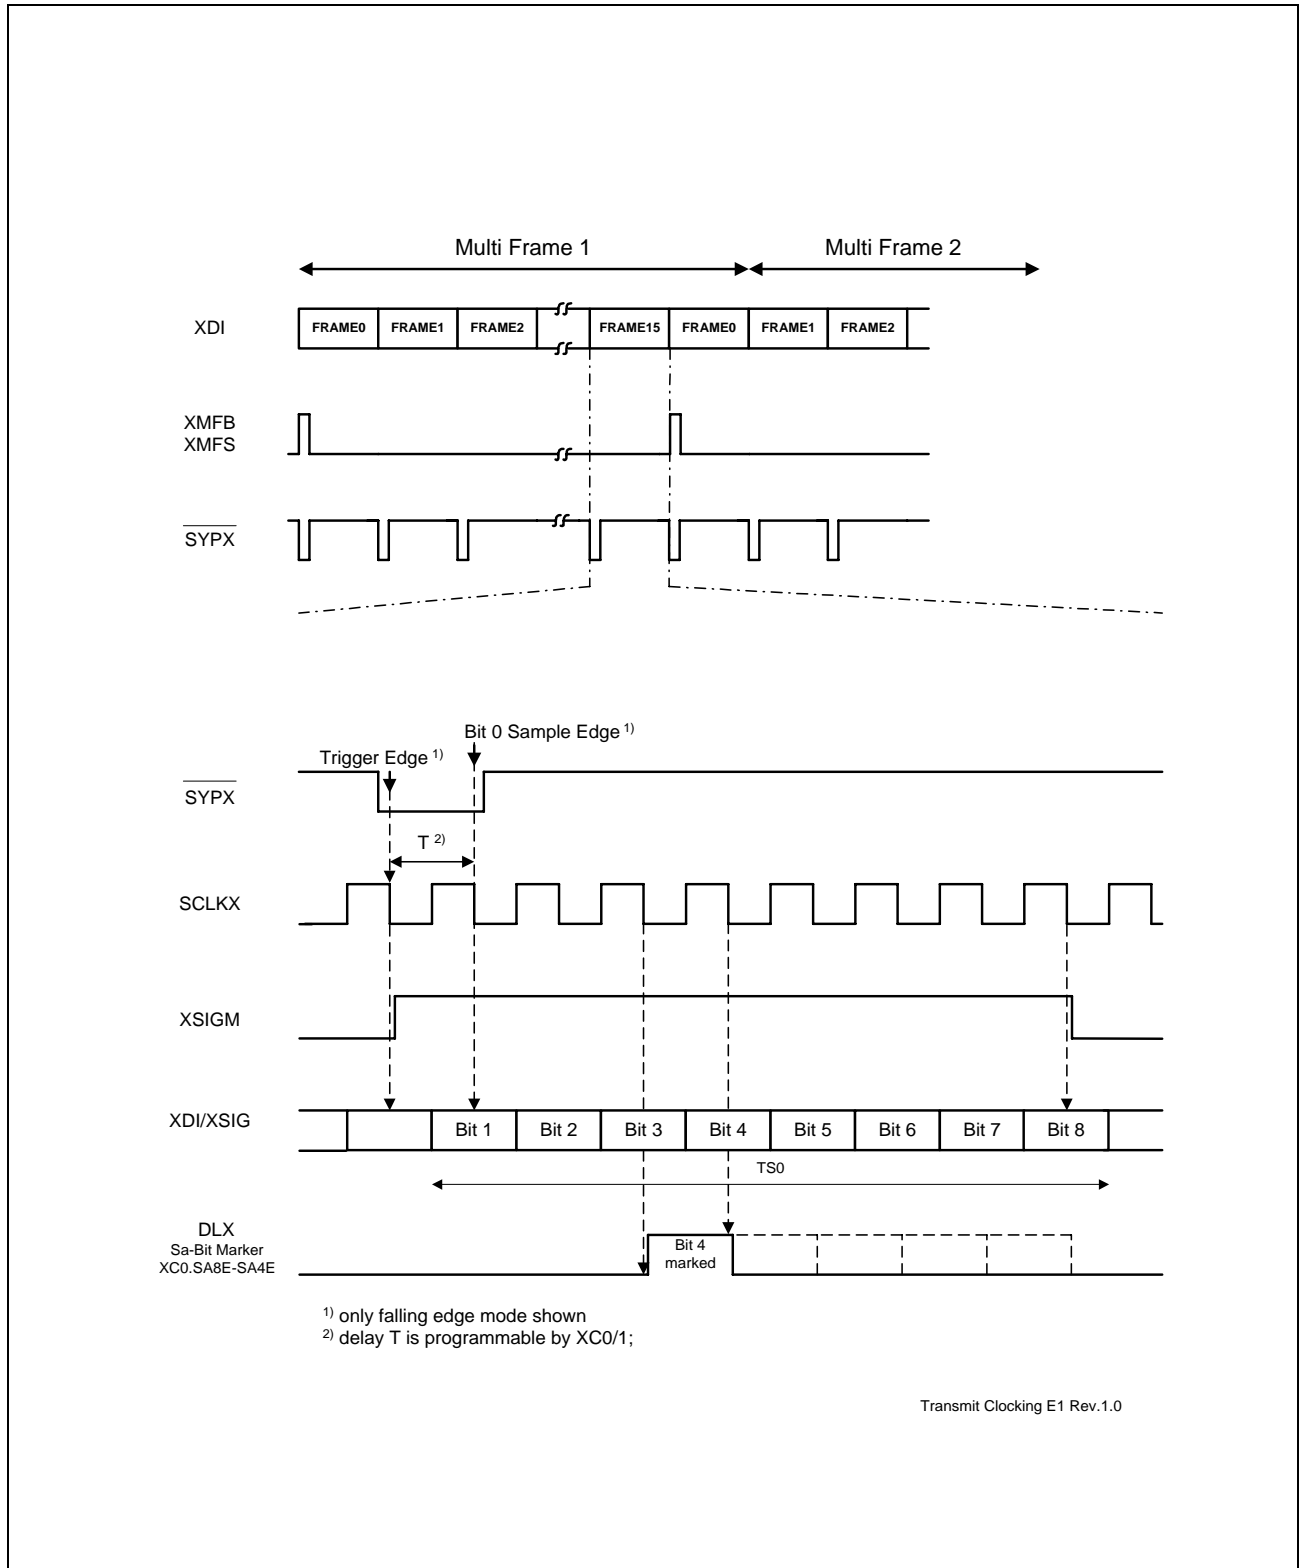 Multi Frame 1 Multi Frame 2
XDI FRAME0 FRAME1 FRAME2 FRAME15 FRAME0 FRAME1 FRAME2
XMFB
XMFS
SYPX
Bit 0 Sample Edge 1)
Trigger Edge 1)
SYPX
T 2)
SCLKX
XSIGM
XDI/XSIG Bit 1 Bit 2 Bit 3 Bit 4 Bit 5 Bit 6 Bit 7 Bit 8
TS0
DLX
Sa-Bit Marker
XC0.SA8E-SA4E
Bit 4
marked
1) only falling edge mode shown
2) delay T is programmable by XC0/1;
Transmit Clocking E1 Rev.1.0